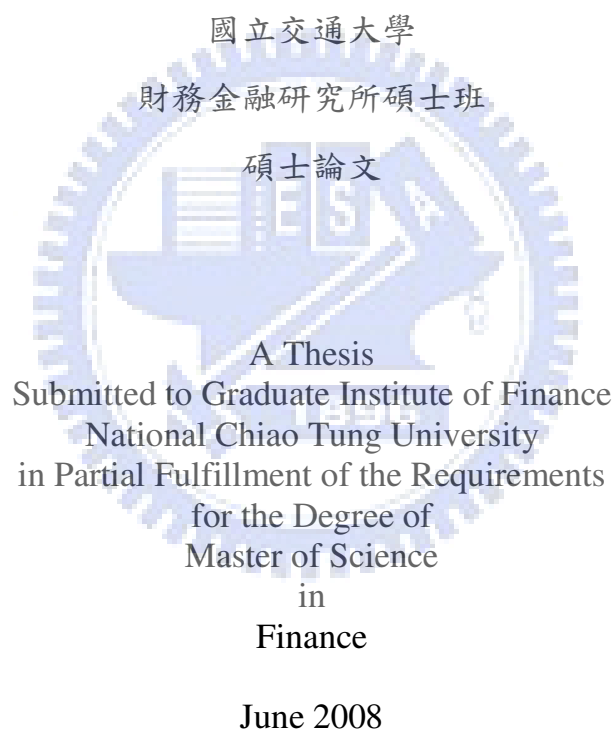 國立交通大學
財務金融研究所碩士班
碩士論文
E S A
1896
A Thesis
Submitted to Graduate Institute of Finance
National Chiao Tung University
in Partial Fulfillment of the Requirements
for the Degree of
Master of Science
in
Finance
June 2008